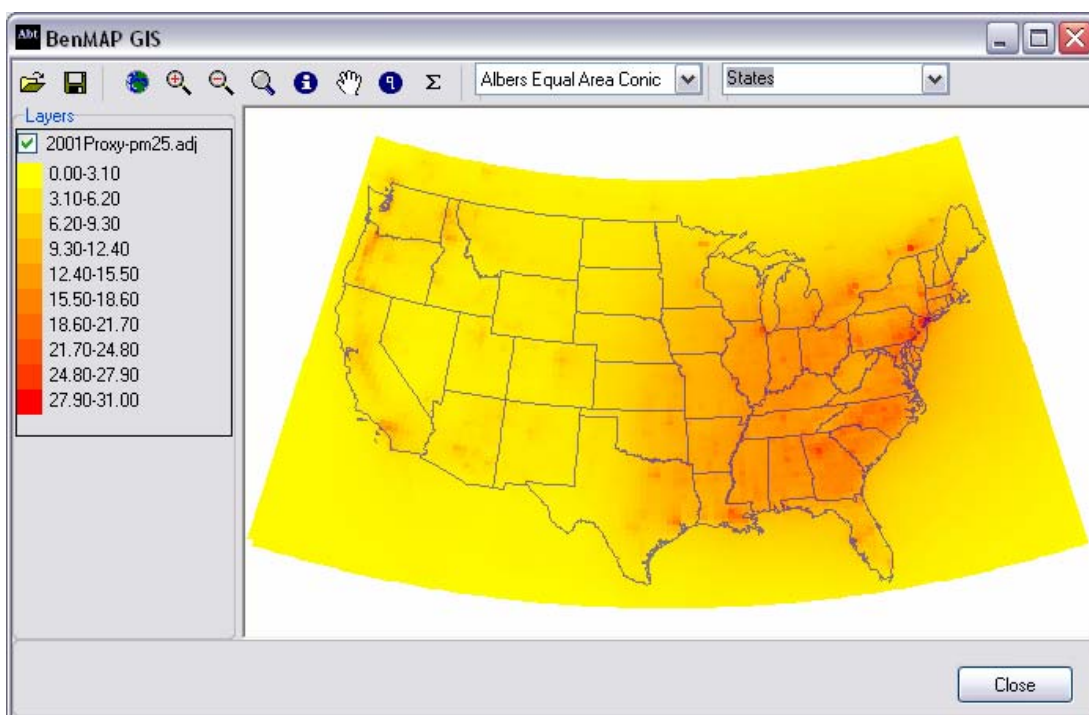 Abt BenMAP GIS
Albers Equal Area Conic States
Layers
2001Proxy-pm25.adj
0.00-3.10
3.10-6.20
6.20-9.30
9.30-12.40
12.40-15.50
15.50-18.60
18.60-21.70
21.70-24.80
24.80-27.90
27.90-31.00
Close